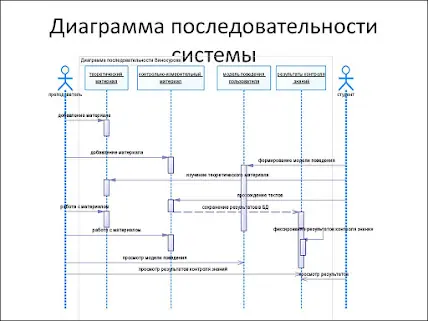 Диаграмма последовательности
системы
Диаграмма последовательности Винокурова
теоретический материал
контрольно-измерительный материал
модель поведения пользователя
результаты контроля знаний
преподаватель
студент
добавление материала
добавление материала
формирование модели поведения
изучение теоретического материала
прохождение тестов
работа с материалом
сохранение результатов в БД
работа с материалом
фиксирование результатов контроля знания
просмотр модели поведения
просмотр результатов контроля знаний
просмотр результатов